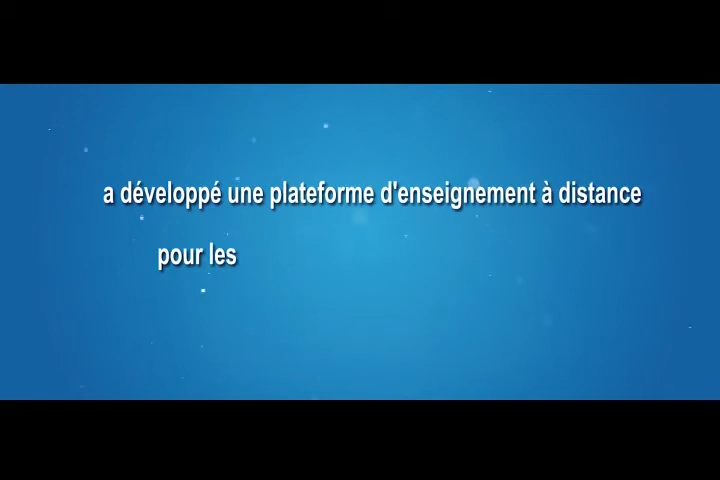 a développé une plateforme d'enseignement à distance
pour les